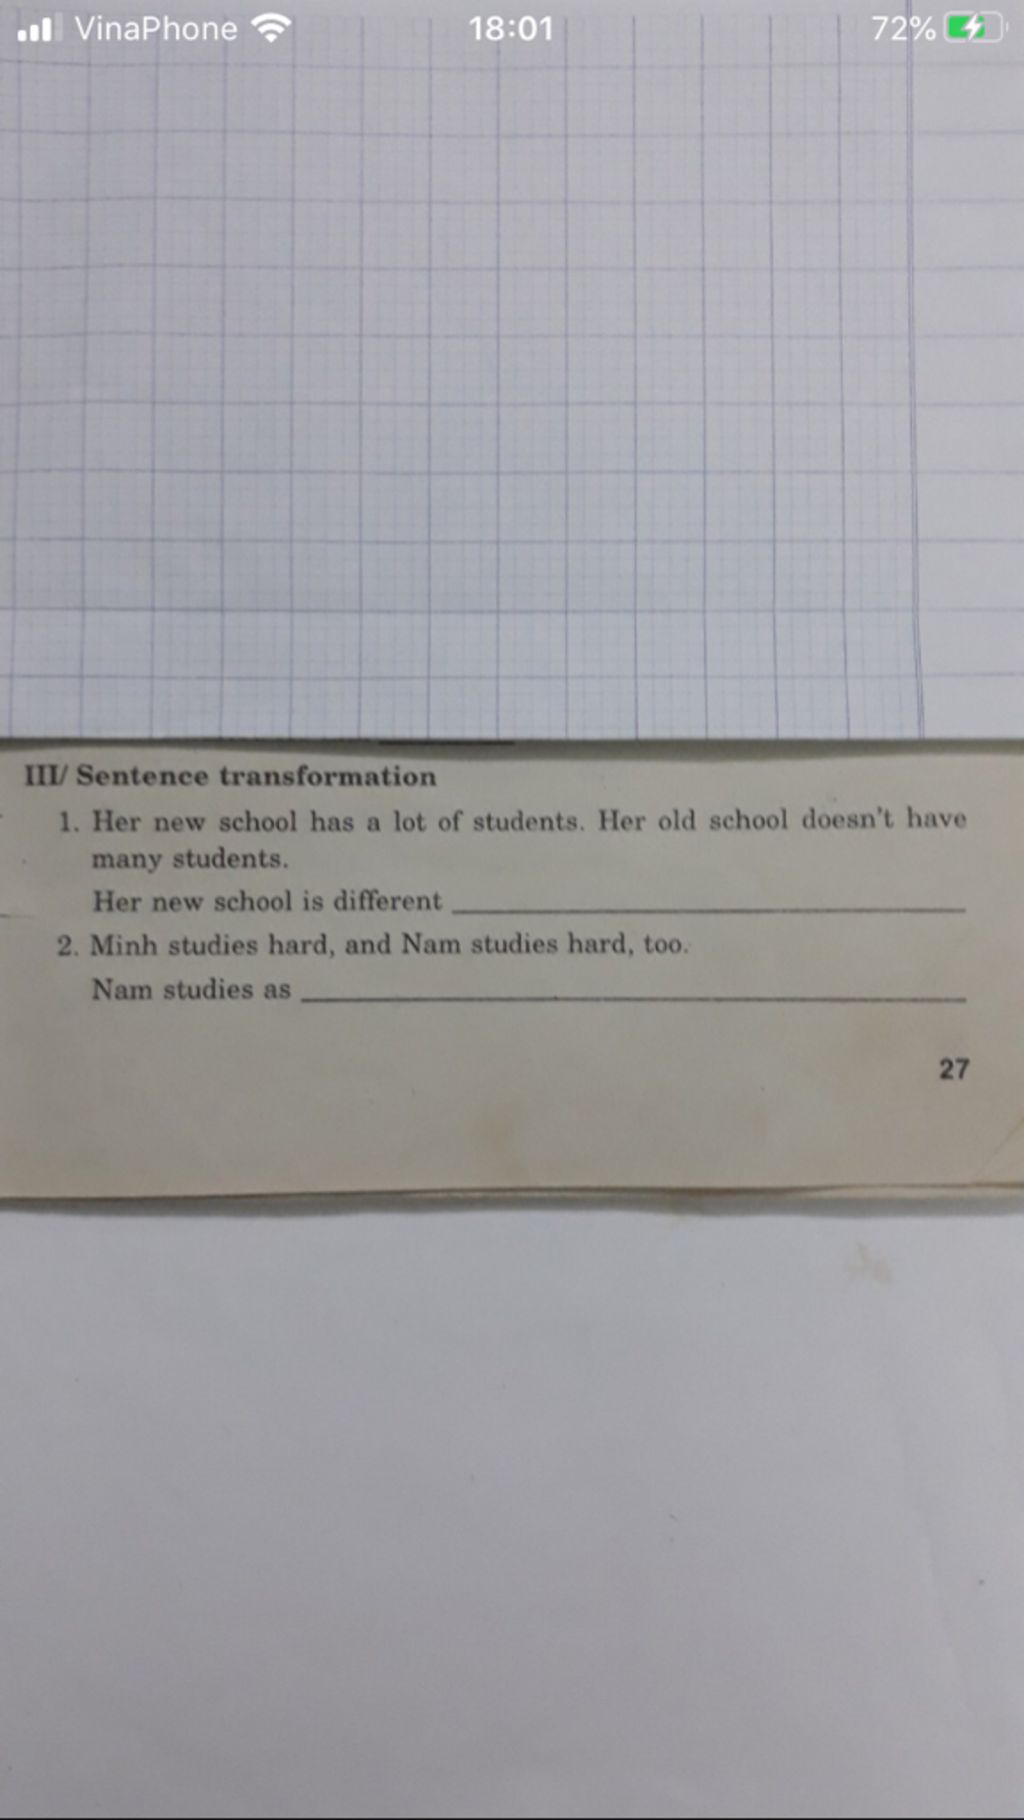 VinaPhone 18:01 72%
III/ Sentence transformation
1. Her new school has a lot of students. Her old school doesn't have
many students.
Her new school is different
2. Minh studies hard, and Nam studies hard, too.
Nam studies as
27